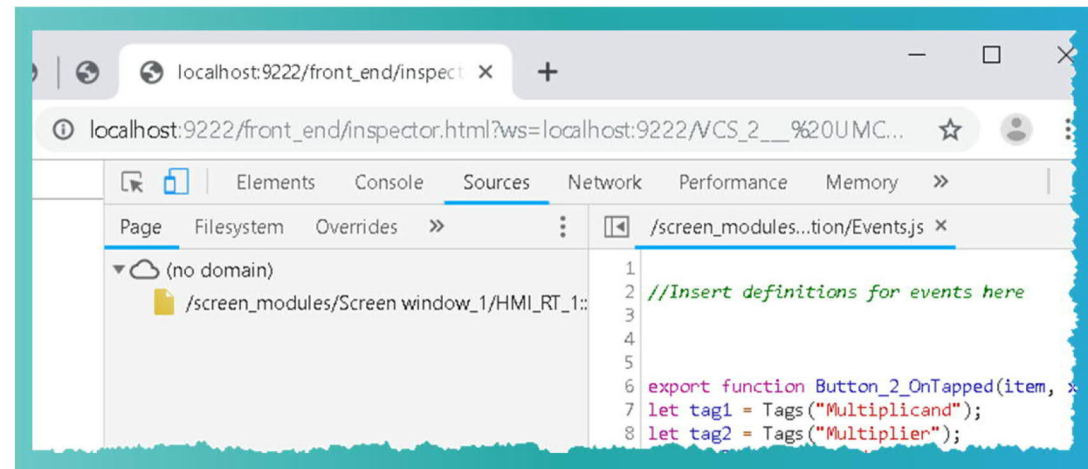 localhost:9222/front_end/inspect
localhost:9222/front_end/inspector.html?ws=localhost:9222/VCS_2___%20UMC...
Elements Console Sources Network Performance Memory »
Page Filesystem Overrides » /screen_modules...tion/Events.js ×
(no domain)
/screen_modules/Screen window_1/HMI_RT_1::
1
2 //Insert definitions for events here
3
4
5
6 export function Button_2_OnTapped(item,
7 let tag1 = Tags("Multiplicand");
8 let tag2 = Tags("Multiplier");